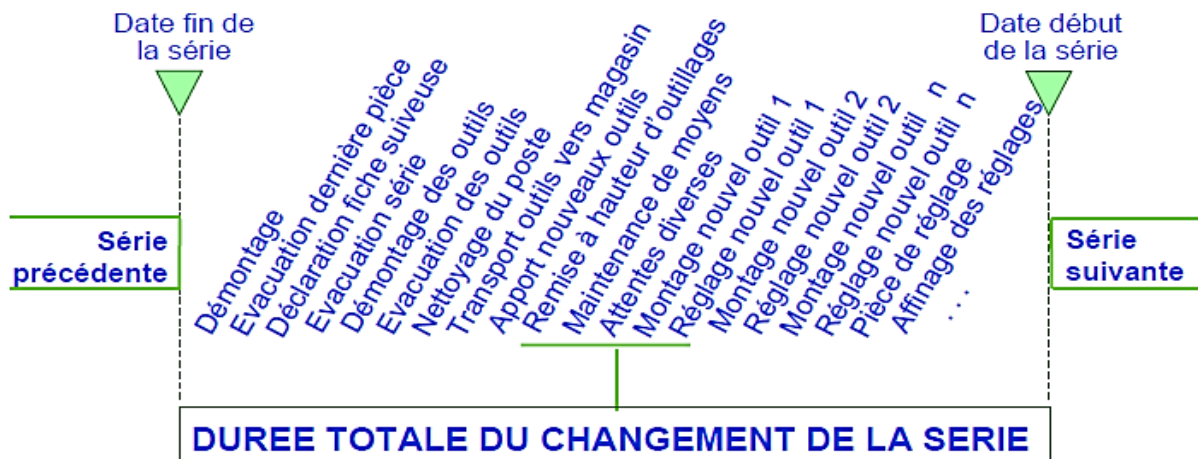 Date fin de
la série
Date début
de la série
Série
précédente
Démontage
Evacuation dernière pièce
Déclaration fiche suiveuse
Evacuation série
Démontage des outils
Evacuation des outils
Nettoyage du poste
Transport outils vers magasin
Apport nouveaux outils
Remise à hauteur d'outillages
Maintenance de moyens
Attentes diverses
Montage nouvel outil 1
Réglage nouvel outil 1
Montage nouvel outil 2
Réglage nouvel outil 2
Montage nouvel outil n
Réglage nouvel outil n
Pièce de réglage
Affinage des réglages
. . .
Série
suivante
DUREE TOTALE DU CHANGEMENT DE LA SERIE